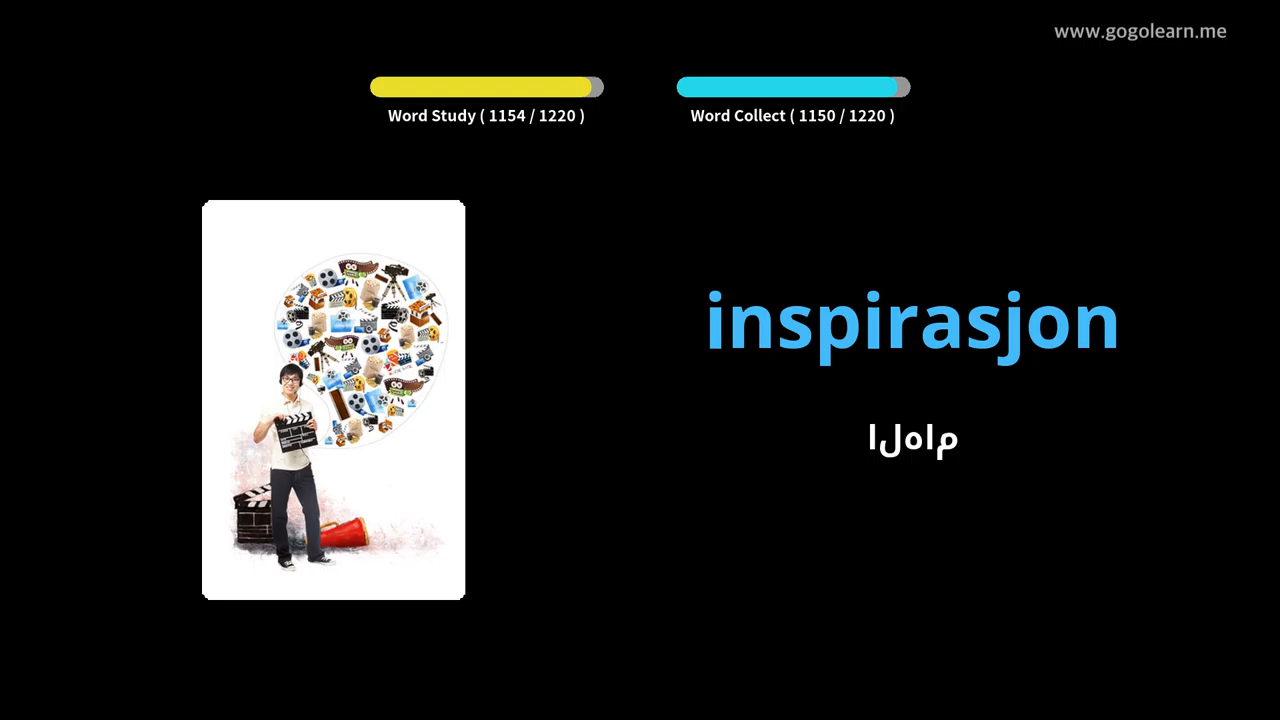 www.gogolearn.me
Word Study ( 1154 / 1220 )
Word Collect ( 1150 / 1220 )
inspirasjon
الهام